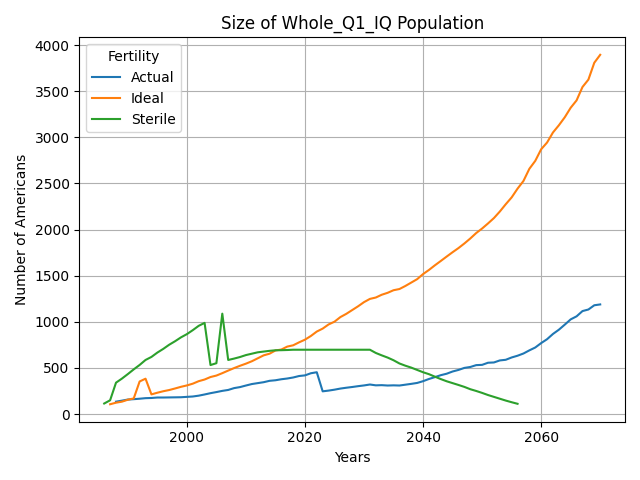 Size of Whole_Q1_IQ Population
Fertility
Actual
Ideal
Sterile
Number of Americans
4000
3500
3000
2500
2000
1500
1000
500
0
2000
2020
2040
2060
Years